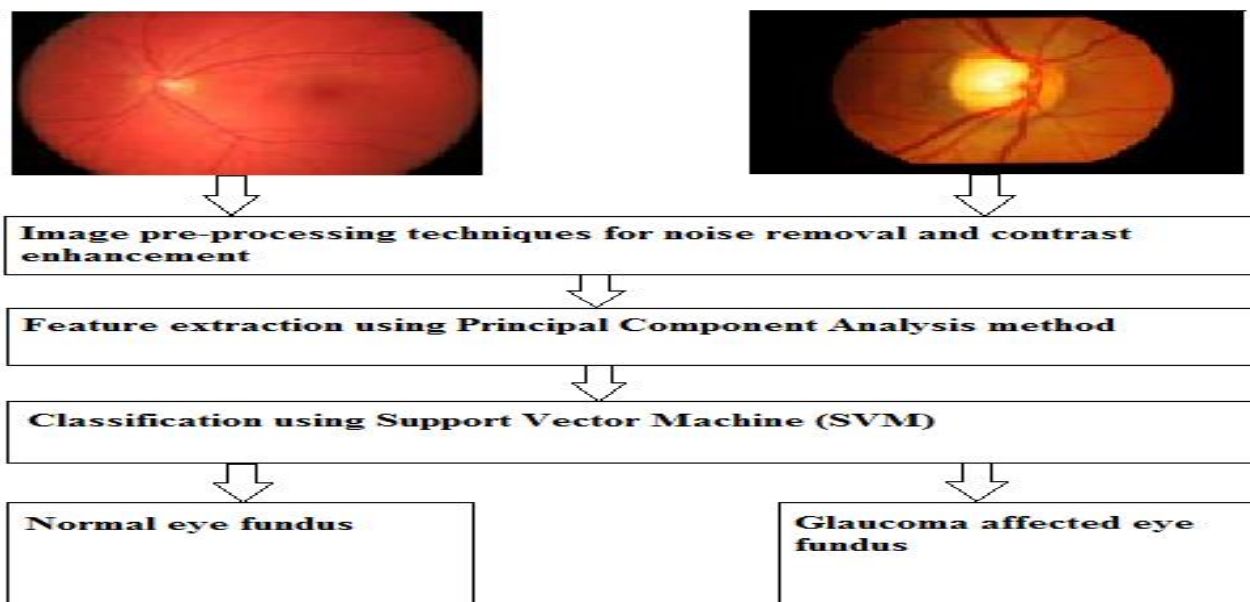 Image pre-processing techniques for noise removal and contrast
enhancement
Feature extraction using Principal Component Analysis method
Classification using Support Vector Machine (SVM)
Normal eye fundus
Glaucoma affected eye
fundus